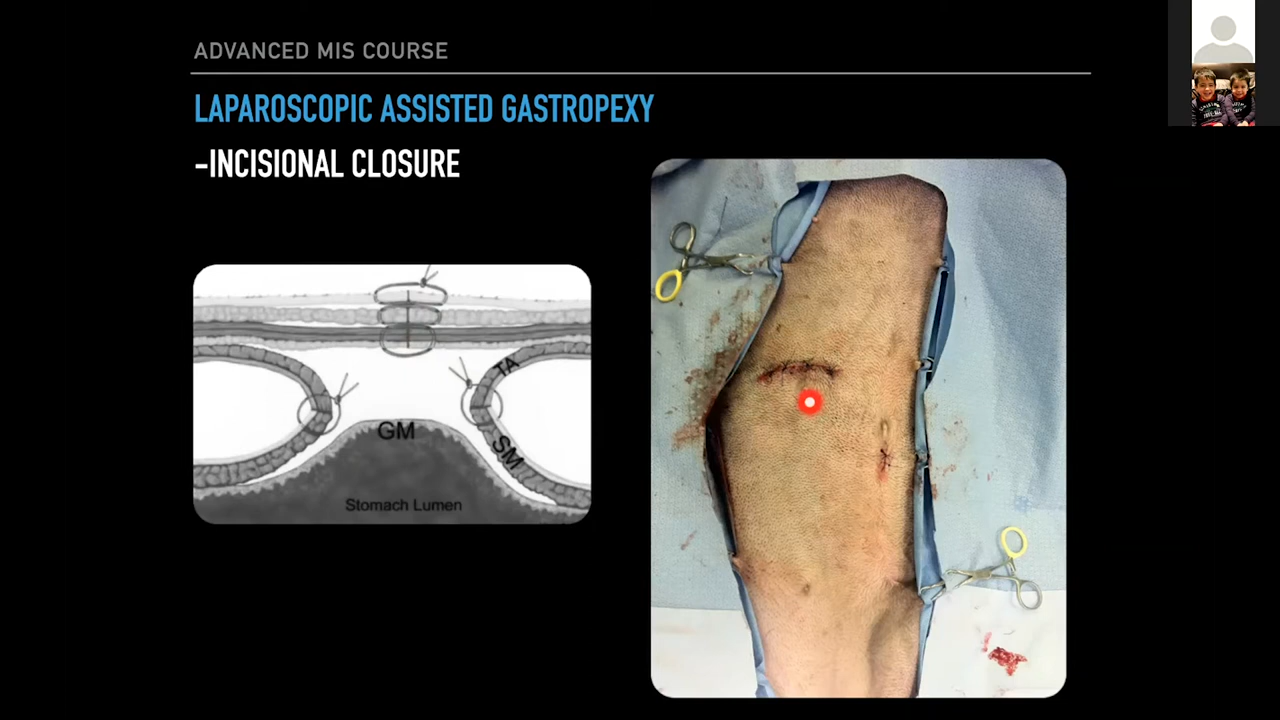 ADVANCED MIS COURSE
LAPAROSCOPIC ASSISTED GASTROPEXY
-INCISIONAL CLOSURE
TA
GM
SM
Stomach Lumen